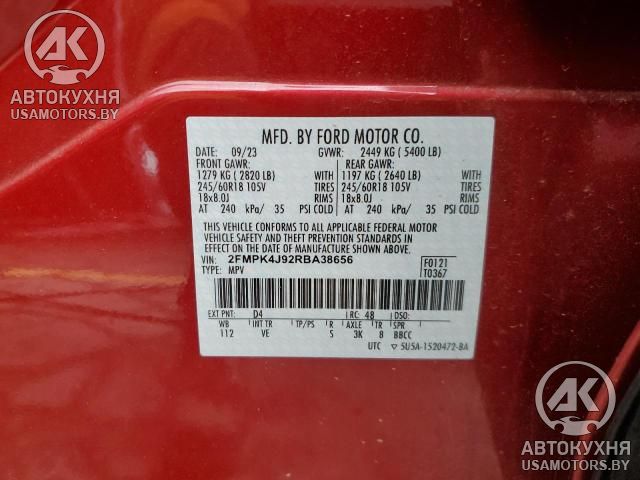 АК
АВТОКУХНЯ
USAMOTORS.BY
MFD. BY FORD MOTOR CO.
DATE: 09/23 GVWR: 2449 KG ( 5400 LB)
FRONT GAWR: REAR GAWR:
1279 KG ( 2820 LB) WITH 1197 KG ( 2640 LB) WITH
245/60R18 105V TIRES 245/60R18 105V TIRES
18x8.0J 18x8.0J
AT 240 kPa/ 35 PSI COLD AT 240 kPa/ 35 PSI COLD
THIS VEHICLE CONFORMS TO ALL APPLICABLE FEDERAL MOTOR
VEHICLE SAFETY AND THEFT PREVENTION STANDARDS IN
EFFECT ON THE DATE OF MANUFACTURE SHOWN ABOVE.
VIN: 2FMPK4J92RBA38656
TYPE: MPV
F0121
T0367
EXT PNT: D4 RC: 48 DSO:
WB INT TR TP/PS R AXLE TR SPR
112 VE 5 3K 8 BBCC
UTC ▽ 5U5A-1520472-BA
АК
АВТОКУХНЯ
USAMOTORS.BY